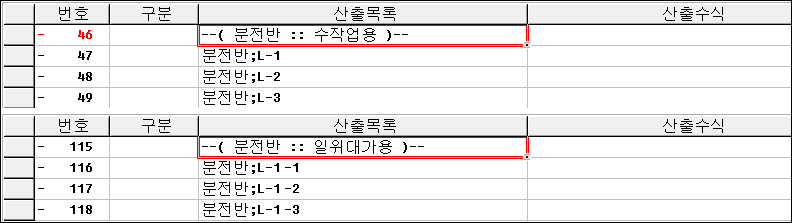 번호 구분 산출목록 산출수식
- 46 --( 분전반 :: 수작업용 )--
- 47 분전반;L-1
- 48 분전반;L-2
- 49 분전반;L-3
번호 구분 산출목록 산출수식
- 115 --( 분전반 :: 일위대가용 )--
- 116 분전반;L-1-1
- 117 분전반;L-1-2
- 118 분전반;L-1-3